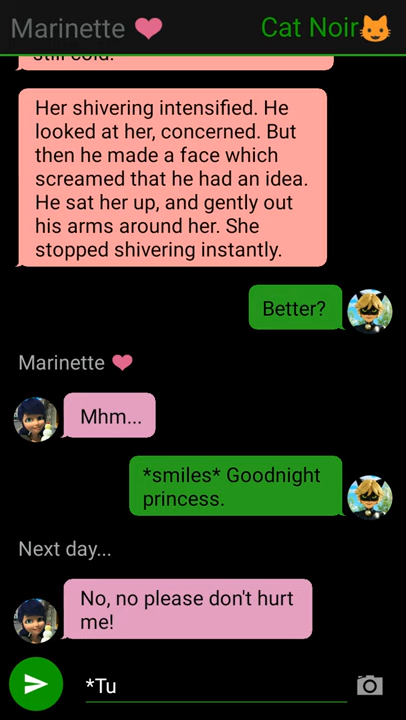 Marinette ❤ Cat Noir😺
still cold.
Her shivering intensified. He
looked at her, concerned. But
then he made a face which
screamed that he had an idea.
He sat her up, and gently out
his arms around her. She
stopped shivering instantly.
Better?
Marinette ❤
Mhm...
*smiles* Goodnight
princess.
Next day...
No, no please don't hurt
me!
*Tu